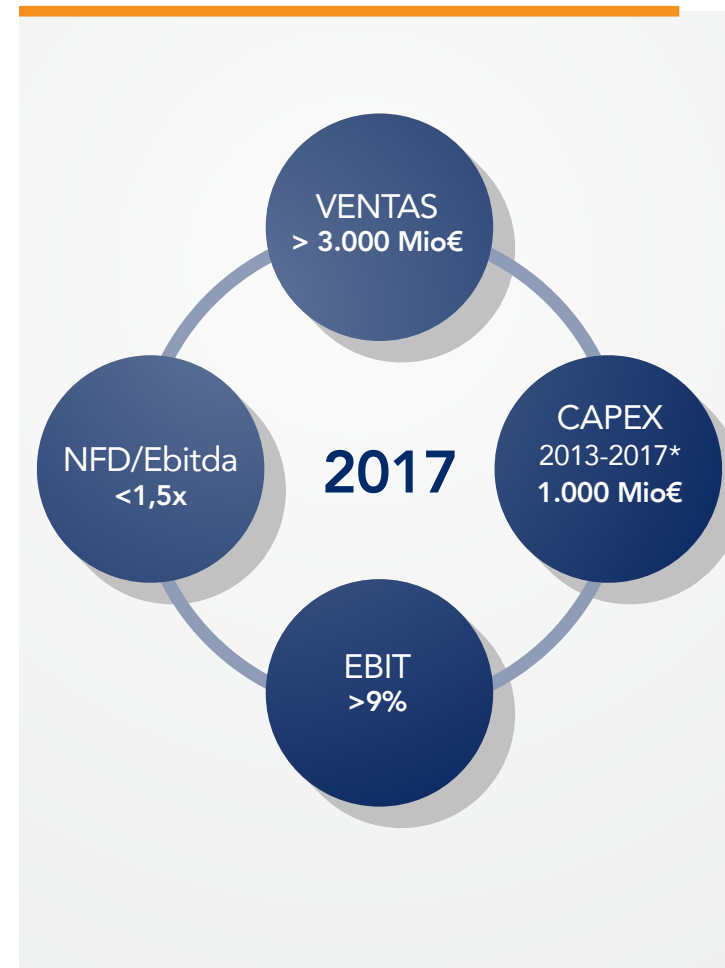 VENTAS
> 3.000 Mio€
NFD/Ebitda
<1,5x
2017
CAPEX
2013-2017*
1.000 Mio€
EBIT
>9%